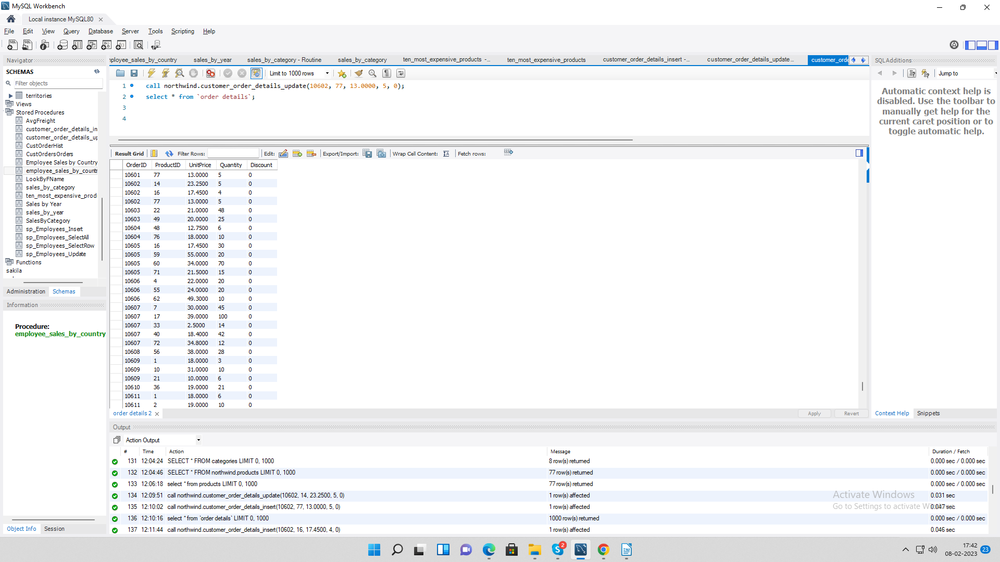 MySQL Workbench
Local instance MySQL80
File Edit View Query Database Server Tools Scripting Help
Navigator
SCHEMAS
Filter objects
territories
Views
Stored Procedures
AvgFreight
customer_order_details_in
customer_order_details_up
CustOrderHist
CustOrdersOrders
Employee Sales by Country
employee_sales_by_count
LookByFName
sales_by_category
ten_most_expensive_prod
Sales by Year
sales_by_year
SalesByCategory
sp_Employees_Insert
sp_Employees_SelectAll
sp_Employees_SelectRow
sp_Employees_Update
Functions
sakila
Administration Schemas
Information
Procedure:
employee_sales_by_country
Object Info Session
mployee_sales_by_country sales_by_year sales_by_category - Routine sales_by_category ten_most_expensive_products -... ten_most_expensive_products customer_order_details_insert -... customer_order_details_update... customer_orde
Limit to 1000 rows
1 call northwind.customer_order_details_update(10602, 77, 13.0000, 5, 0);
2 select * from `order details`;
3
4
Result Grid Filter Rows: Edit: Export/Import: Wrap Cell Content: Fetch rows:
OrderID ProductID UnitPrice Quantity Discount
10601 77 13.0000 5 0
10602 14 23.2500 5 0
10602 16 17.4500 4 0
10602 77 13.0000 5 0
10603 22 21.0000 48 0
10603 49 20.0000 25 0
10604 48 12.7500 6 0
10604 76 18.0000 10 0
10605 16 17.4500 30 0
10605 59 55.0000 20 0
10605 60 34.0000 70 0
10605 71 21.5000 15 0
10606 4 22.0000 20 0
10606 55 24.0000 20 0
10606 62 49.3000 10 0
10607 7 30.0000 45 0
10607 17 39.0000 100 0
10607 33 2.5000 14 0
10607 40 18.4000 42 0
10607 72 34.8000 12 0
10608 56 38.0000 28 0
10609 1 18.0000 3 0
10609 10 31.0000 10 0
10609 21 10.0000 6 0
10610 36 19.0000 21 0
10611 1 18.0000 6 0
10611 2 19.0000 10 0
order details 2
Apply Revert
SQLAdditions
Jump to
Automatic context help is
disabled. Use the toolbar to
manually get help for the
current caret position or to
toggle automatic help.
Context Help Snippets
Output
Action Output
# Time Action Message Duration / Fetch
131 12:04:24 SELECT * FROM categories LIMIT 0, 1000 8 row(s) returned 0.000 sec / 0.000 sec
132 12:04:46 SELECT * FROM northwind.products LIMIT 0, 1000 77 row(s) returned 0.000 sec / 0.000 sec
133 12:06:18 select * from products LIMIT 0, 1000 77 row(s) returned 0.000 sec / 0.000 sec
134 12:09:51 call northwind.customer_order_details_update(10602, 14, 23.2500, 5, 0) 1 row(s) affected 0.031 sec
135 12:10:02 call northwind.customer_order_details_insert(10602, 77, 13.0000, 5, 0) 1 row(s) affected 0.047 sec
136 12:10:16 select * from `order details` LIMIT 0, 1000 1000 row(s) returned 0.000 sec / 0.000 sec
137 12:11:44 call northwind.customer_order_details_insert(10602, 16, 17.4500, 4, 0) 1 row(s) affected 0.046 sec
Activate Windows
Go to Settings to activate Windows.
2
17:42
08-02-2023
23